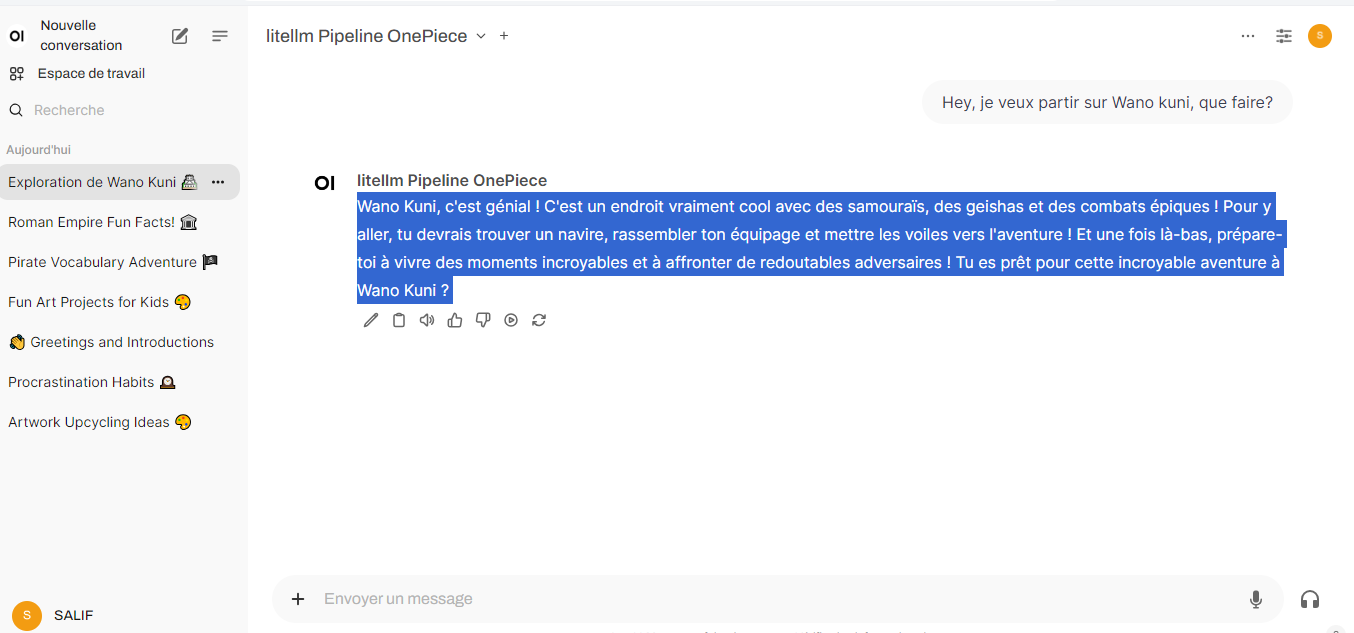 OI
Nouvelle
conversation
Espace de travail
Recherche
Aujourd'hui
Exploration de Wano Kuni
Roman Empire Fun Facts!
Pirate Vocabulary Adventure
Fun Art Projects for Kids
Greetings and Introductions
Procrastination Habits
Artwork Upcycling Ideas
S SALIF
litellm Pipeline OnePiece
S
Hey, je veux partir sur Wano kuni, que faire?
OI litellm Pipeline OnePiece
Wano Kuni, c'est génial ! C'est un endroit vraiment cool avec des samouraïs, des geishas et des combats épiques ! Pour y
aller, tu devrais trouver un navire, rassembler ton équipage et mettre les voiles vers l'aventure ! Et une fois là-bas, prépare-
toi à vivre des moments incroyables et à affronter de redoutables adversaires ! Tu es prêt pour cette incroyable aventure à
Wano Kuni ?
Envoyer un message